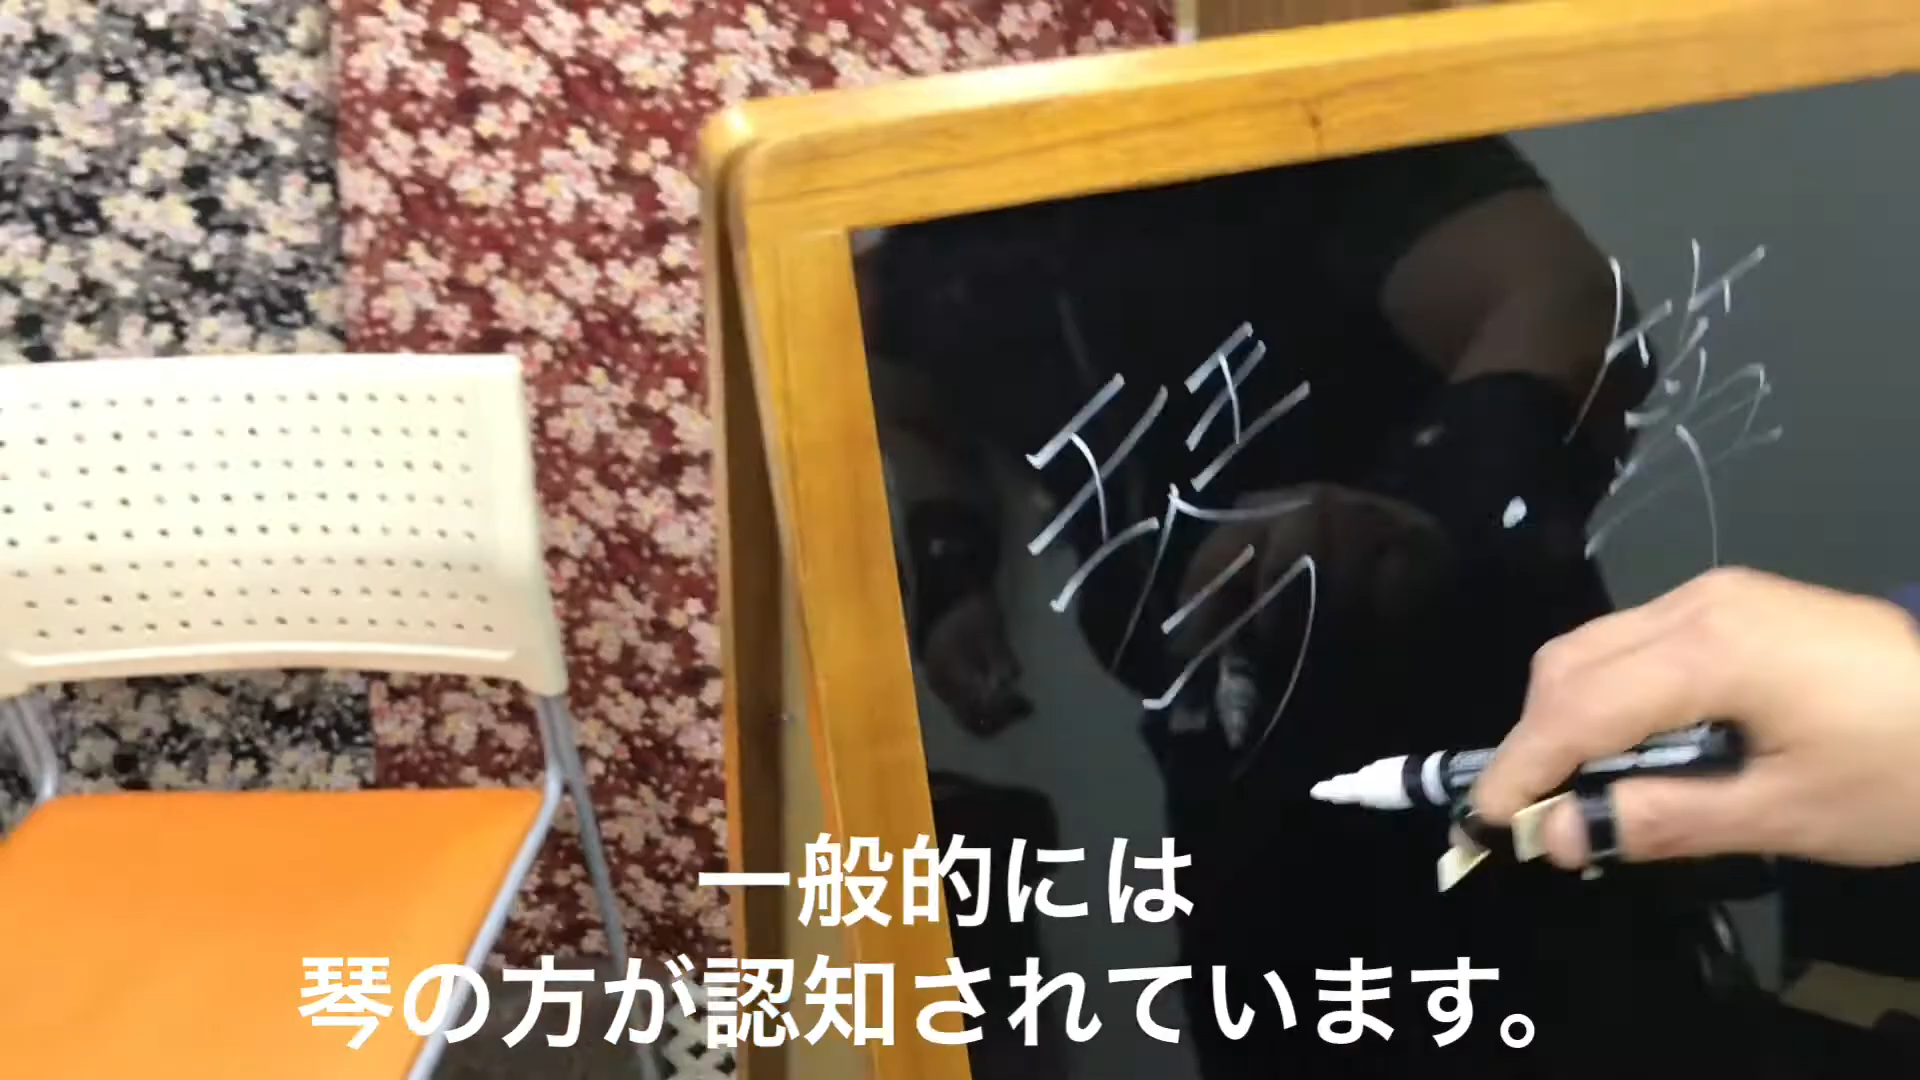 琴
箏
一般的には
琴の方が認知されています。